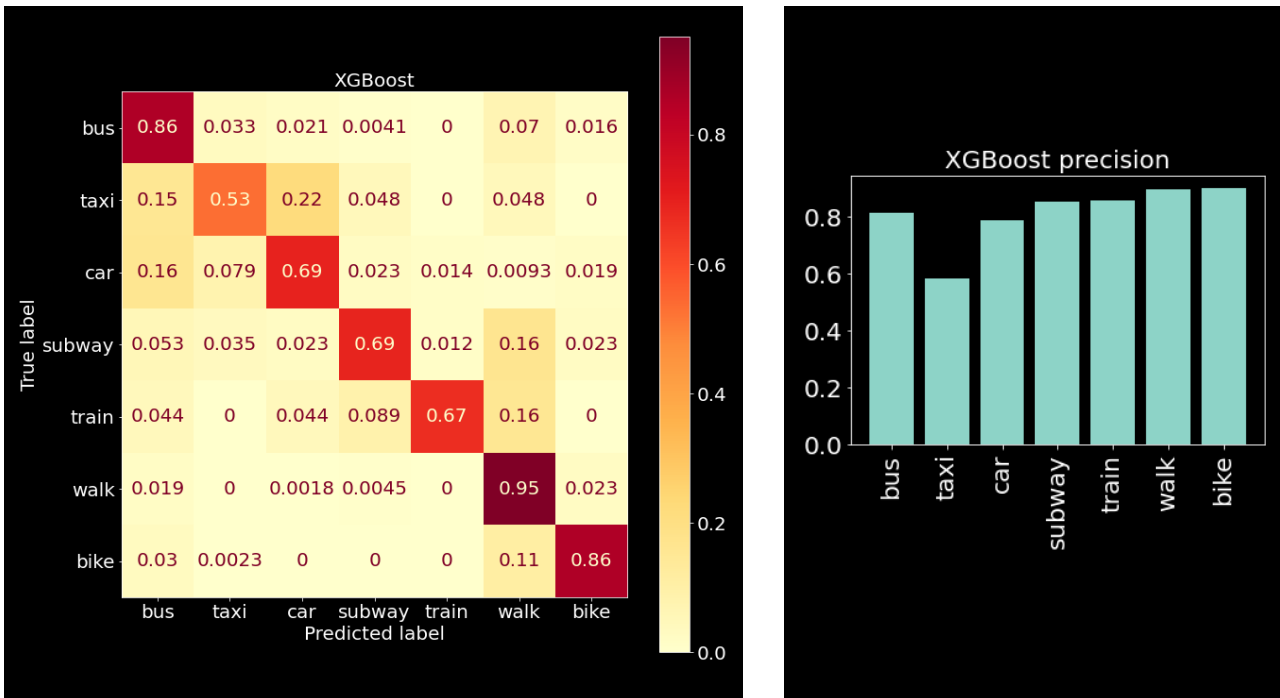 XGBoost
bus 0.86 0.033 0.021 0.0041 0 0.07 0.016
taxi 0.15 0.53 0.22 0.048 0 0.048 0
car 0.16 0.079 0.69 0.023 0.014 0.0093 0.019
subway 0.053 0.035 0.023 0.69 0.012 0.16 0.023
train 0.044 0 0.044 0.089 0.67 0.16 0
walk 0.019 0 0.0018 0.0045 0 0.95 0.023
bike 0.03 0.0023 0 0 0 0.11 0.86
True label
bus taxi car subway train walk bike
Predicted label
0.8
0.6
0.4
0.2
0.0
XGBoost precision
0.8
0.6
0.4
0.2
0.0
bus taxi car subway train walk bike